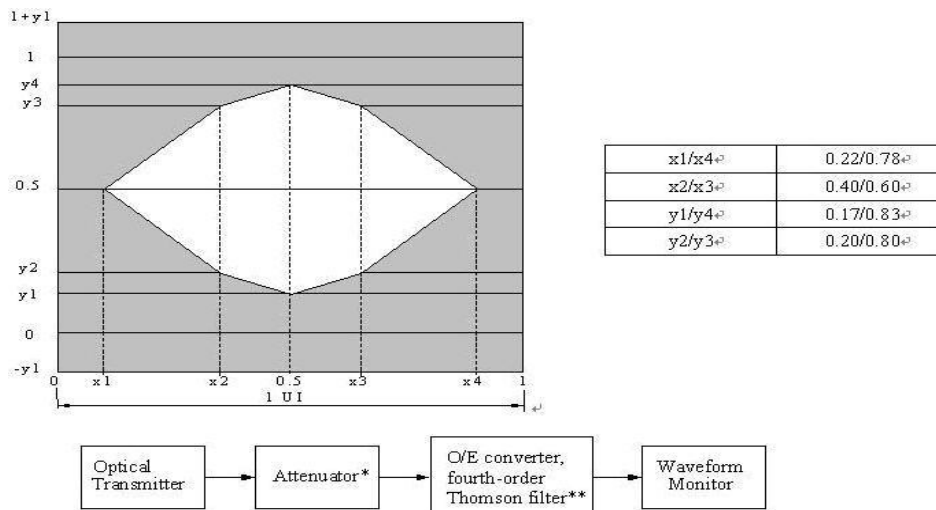 1+y1
1
y4
y3
0.5
y2
y1
0
-y1
0 x1 x2 0.5 x3 x4 1
1 UI
x1/x4 0.22/0.78
x2/x3 0.40/0.60
y1/y4 0.17/0.83
y2/y3 0.20/0.80
Optical
Transmitter
Attenuator*
O/E converter,
fourth-order
Thomson filter**
Waveform
Monitor